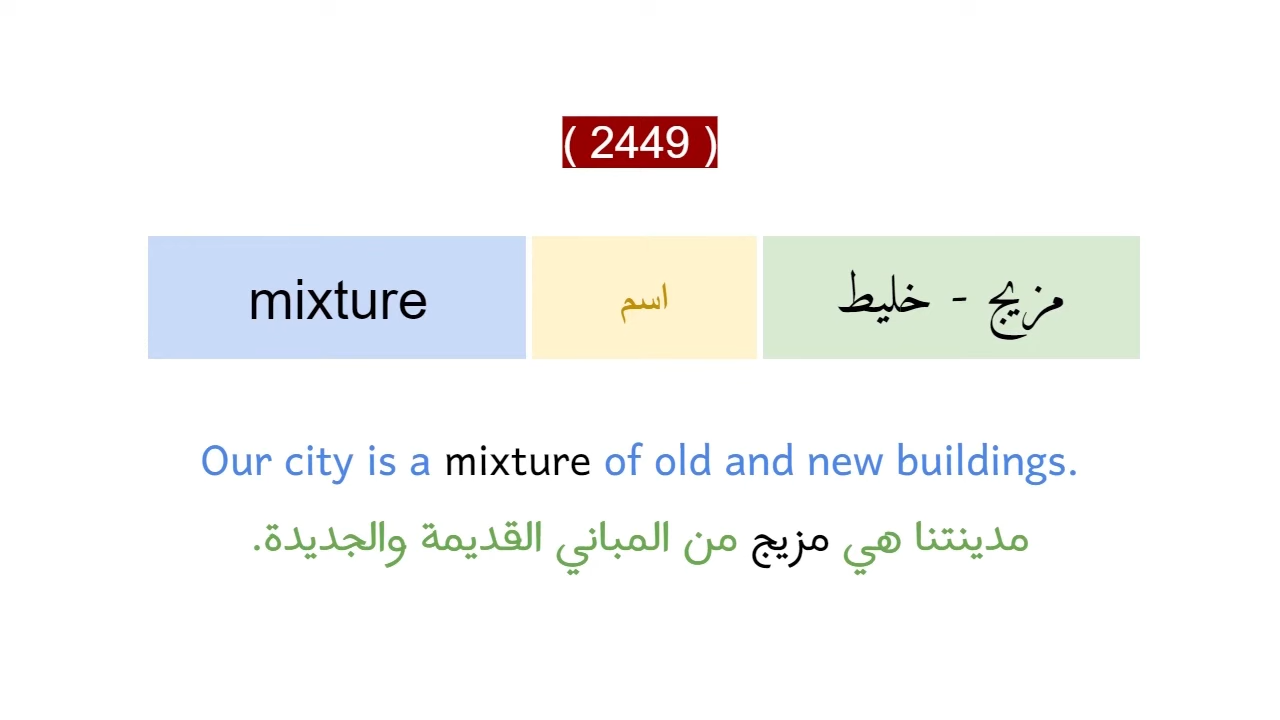 ( 2449 )
mixture اسم مزيج - خليط
Our city is a mixture of old and new buildings.
مدينتنا هي مزيج من المباني القديمة والجديدة.